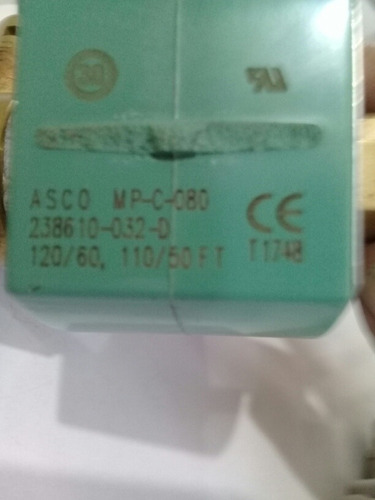 ASCO MP-C-080
238610-032-D
120/60, 110/50 FT
CE
T1748